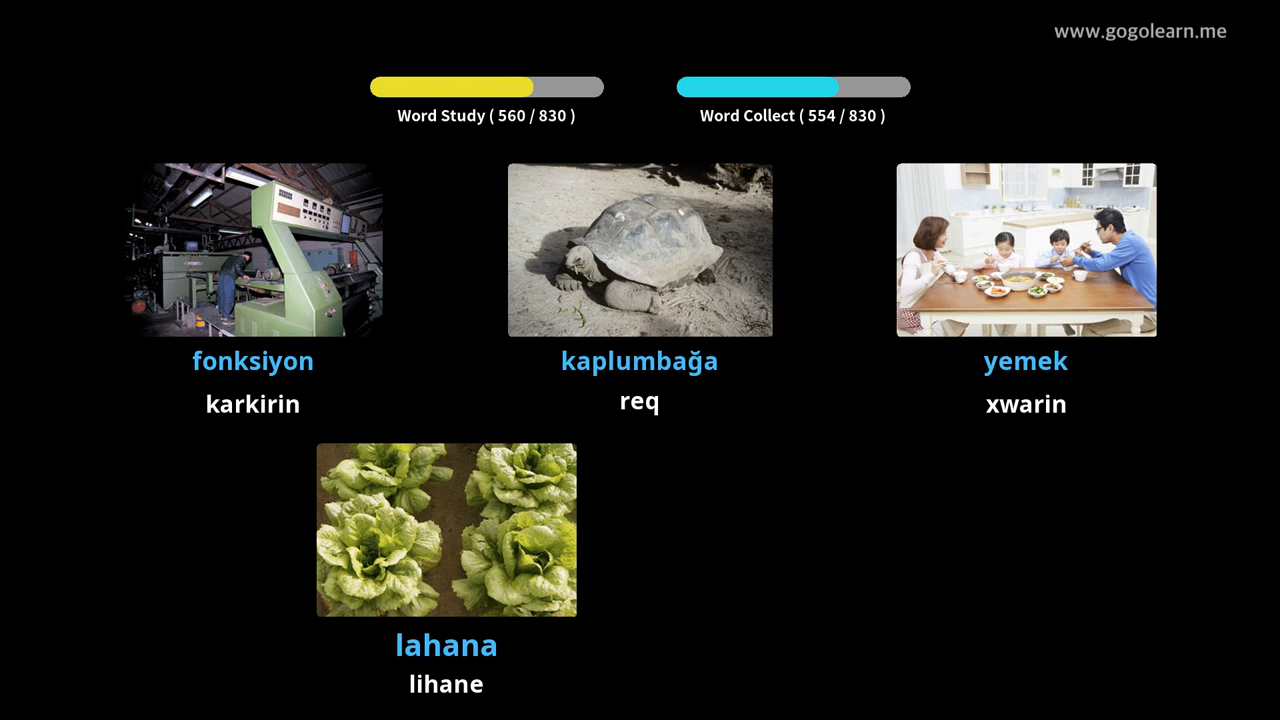 www.gogolearn.me
Word Study ( 560 / 830 )
Word Collect ( 554 / 830 )
fonksiyon
karkirin
kaplumbağa
req
yemek
xwarin
lahana
lihane